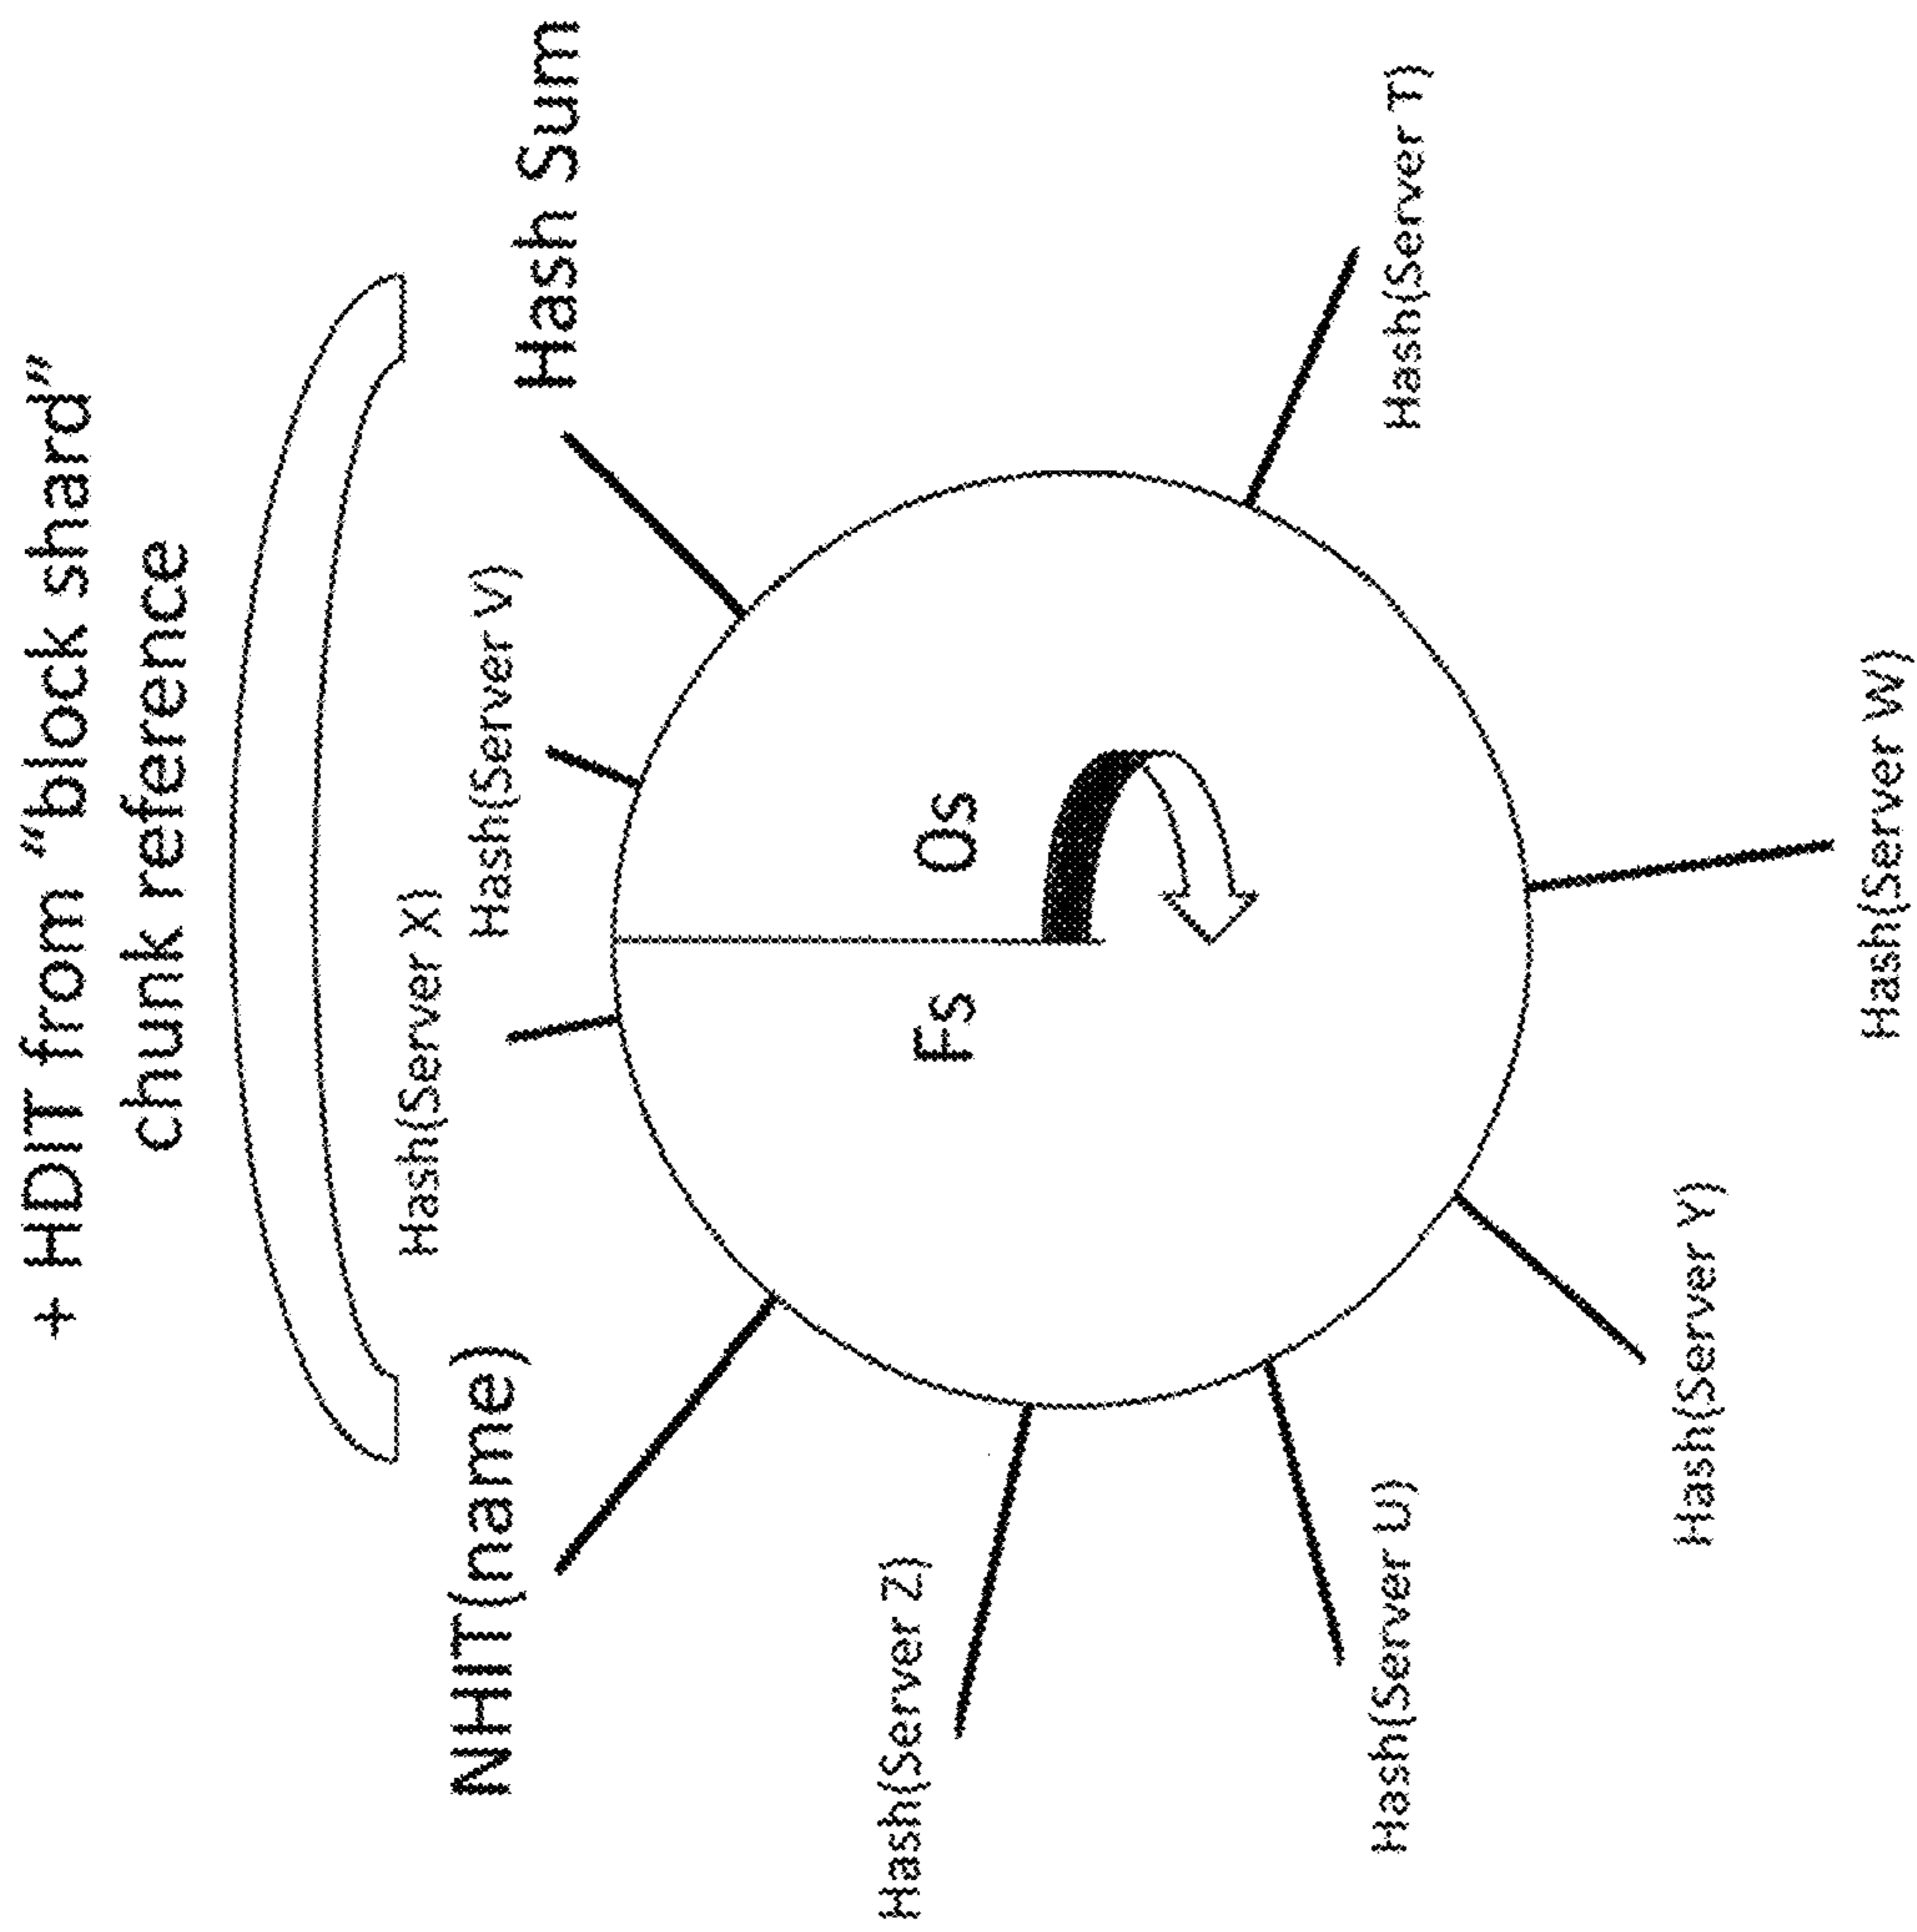 + HDIT from “block shard”
chunk reference
NHIT(name)
Hash(Server X)
Hash(Server V)
Hash Sum
Hash(Server Z)
Fs
0s
Hash(Server U)
Hash(Server T)
Hash(Server Y)
Hash(Server W)